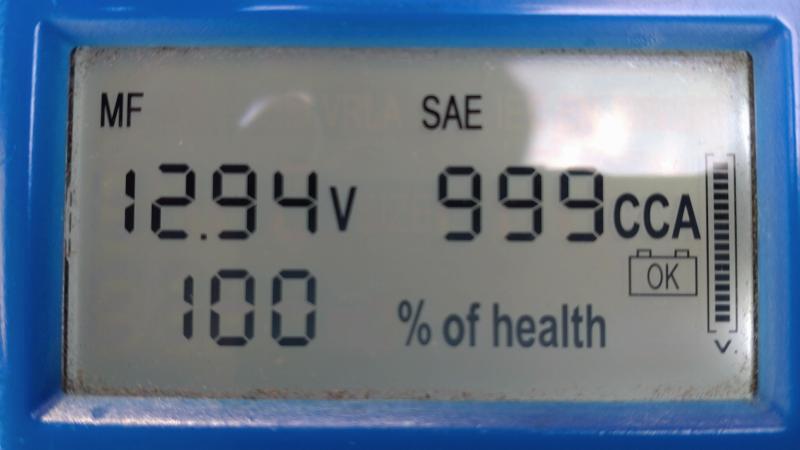 MF SAE
12.94V 999CCA
OK
100 % of health